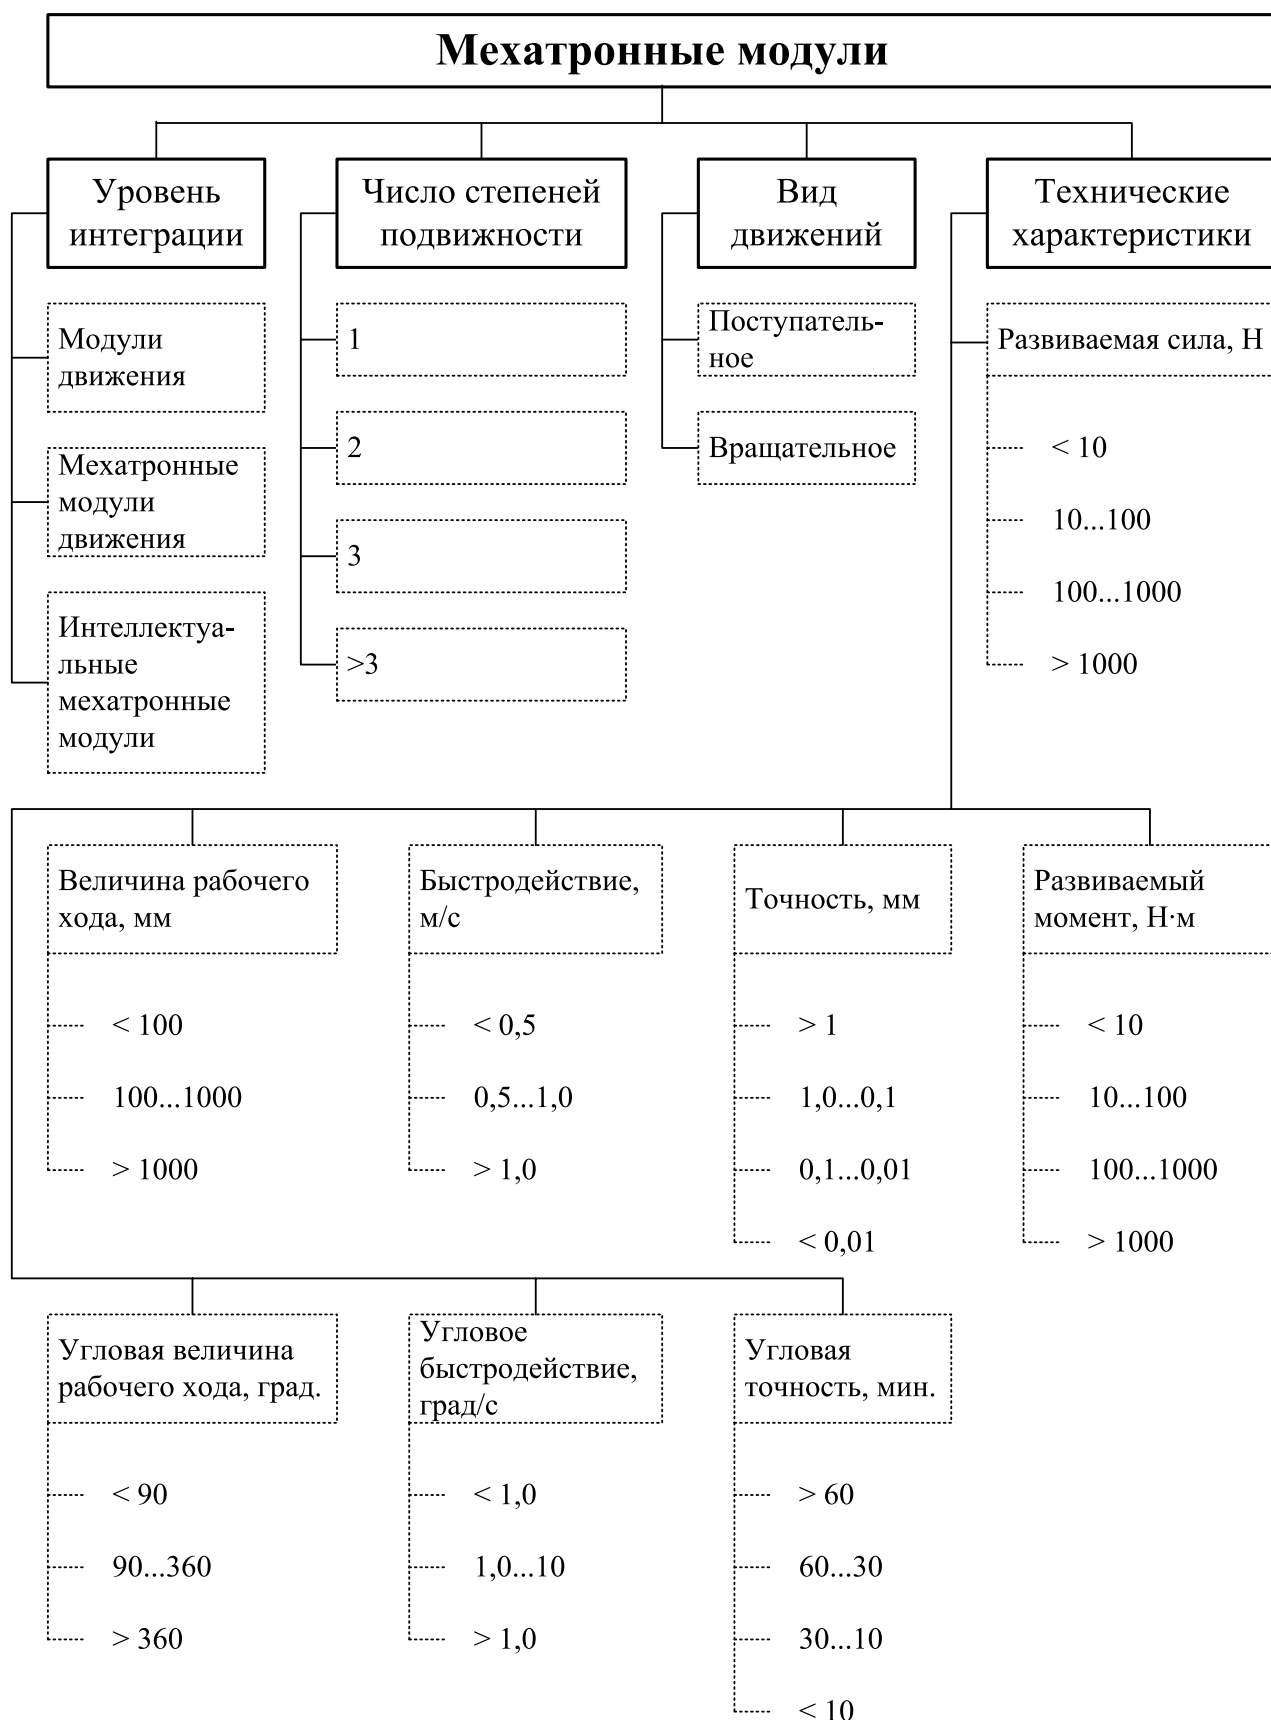 Мехатронные модули
Уровень
интеграции
Число степеней
подвижности
Вид
движений
Технические
характеристики
Модули
движения
Мехатронные
модули
движения
Интеллектуа-
льные
мехатронные
модули
1
2
3
>3
Поступатель-
ное
Вращательное
Развиваемая сила, Н
< 10
10...100
100...1000
> 1000
Величина рабочего
хода, мм
< 100
100...1000
> 1000
Быстродействие,
м/с
< 0,5
0,5...1,0
> 1,0
Точность, мм
> 1
1,0...0,1
0,1...0,01
< 0,01
Развиваемый
момент, Н·м
< 10
10...100
100...1000
> 1000
Угловая величина
рабочего хода, град.
< 90
90...360
> 360
Угловое
быстродействие,
град/с
< 1,0
1,0...10
> 1,0
Угловая
точность, мин.
> 60
60...30
30...10
< 10